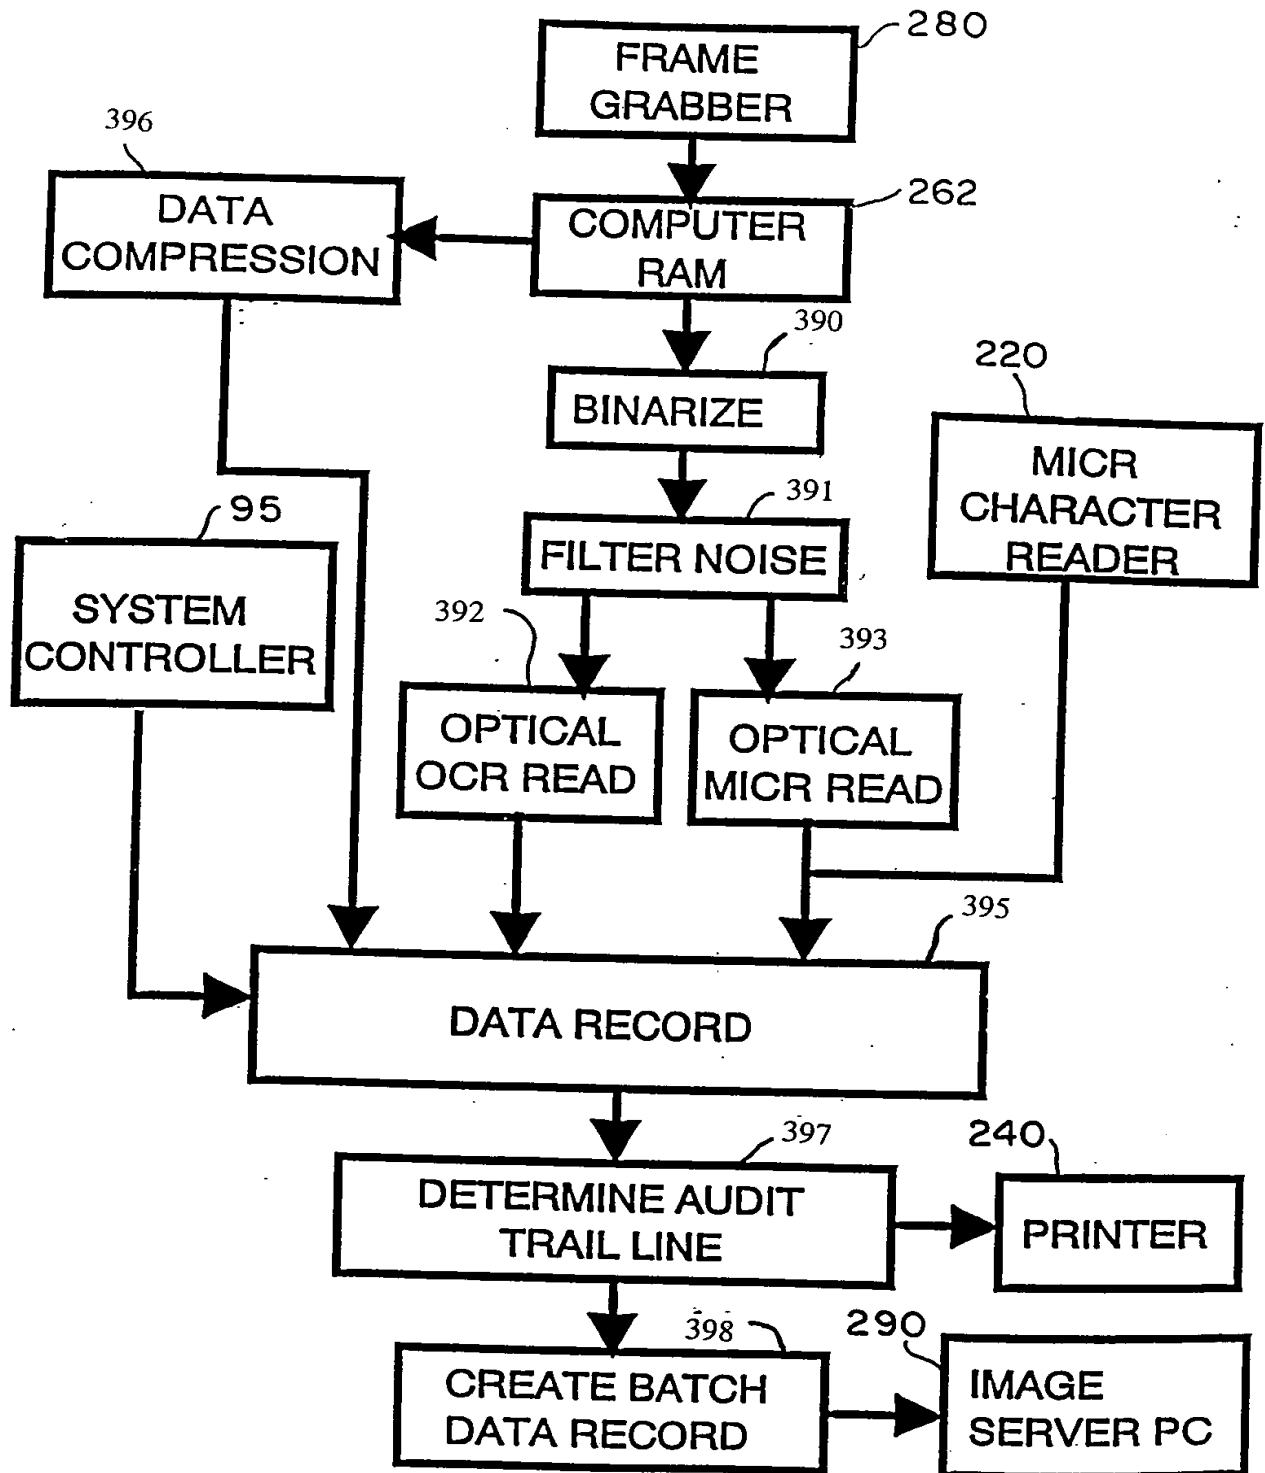 280
FRAME
GRABBER
396
DATA
COMPRESSION
262
COMPUTER
RAM
390
BINARIZE
220
MICR
CHARACTER
READER
391
FILTER NOISE
95
SYSTEM
CONTROLLER
392
OPTICAL
OCR READ
393
OPTICAL
MICR READ
395
DATA RECORD
397
DETERMINE AUDIT
TRAIL LINE
240
PRINTER
398
CREATE BATCH
DATA RECORD
290
IMAGE
SERVER PC